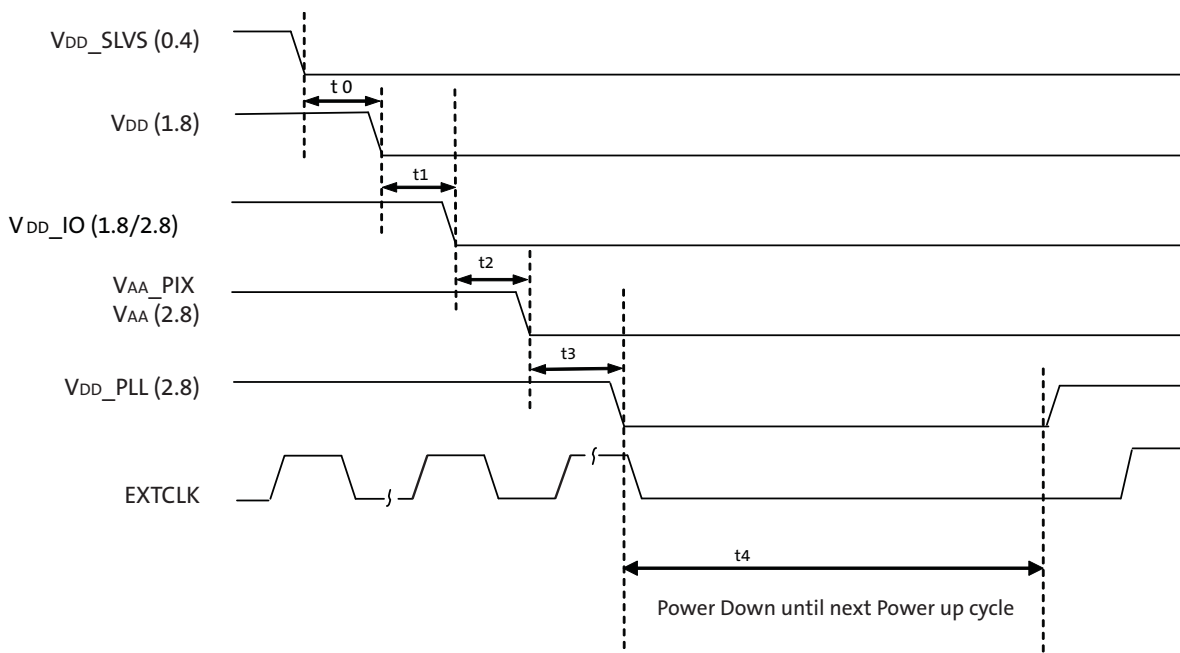 VDD_SLVS (0.4)
t 0
VDD (1.8)
t1
VDD_IO (1.8/2.8)
t2
VAA_PIX
VAA (2.8)
t3
VDD_PLL (2.8)
EXTCLK
t4
Power Down until next Power up cycle